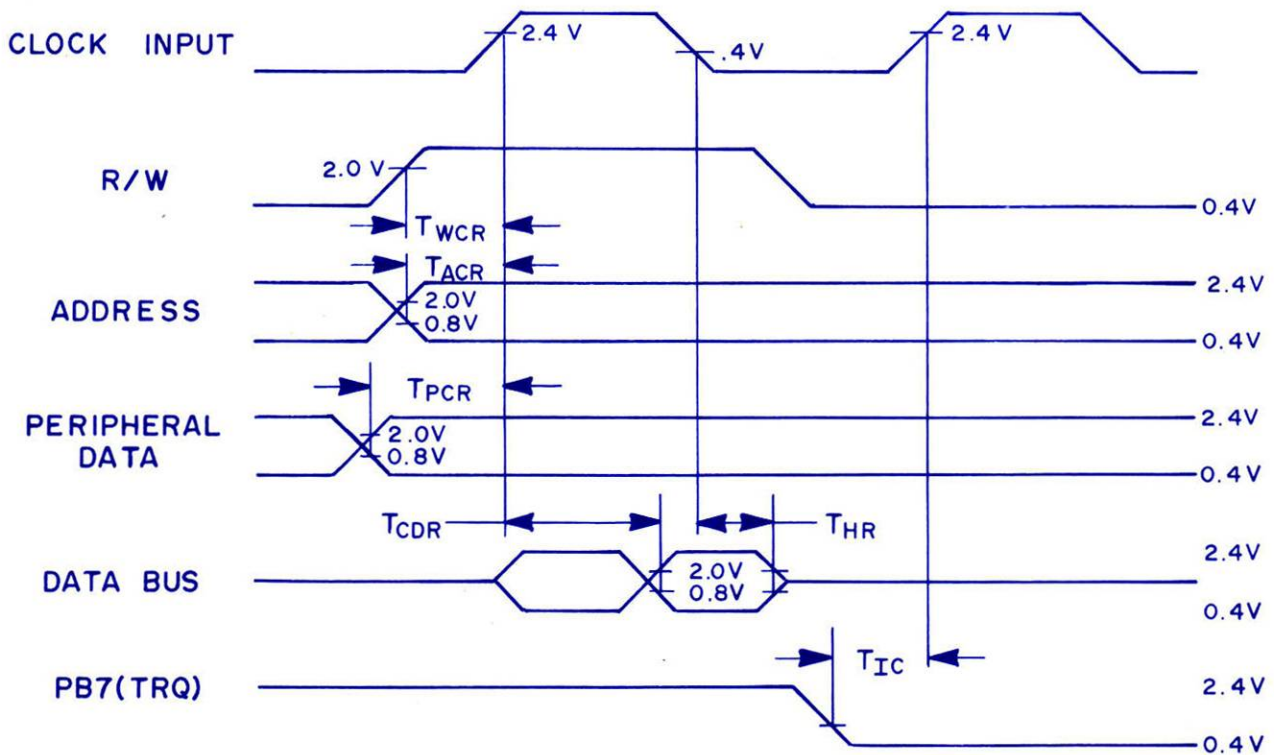 CLOCK INPUT
2.4 V
.4V
2.4 V
R/W
2.0 V
0.4V
TWCR
TACR
ADDRESS
2.0V
0.8V
2.4V
0.4V
TPCR
PERIPHERAL
DATA
2.0V
0.8V
2.4V
0.4V
TCDR
THR
DATA BUS
2.0V
0.8V
2.4V
0.4V
TIC
PB7(TRQ)
2.4V
0.4V